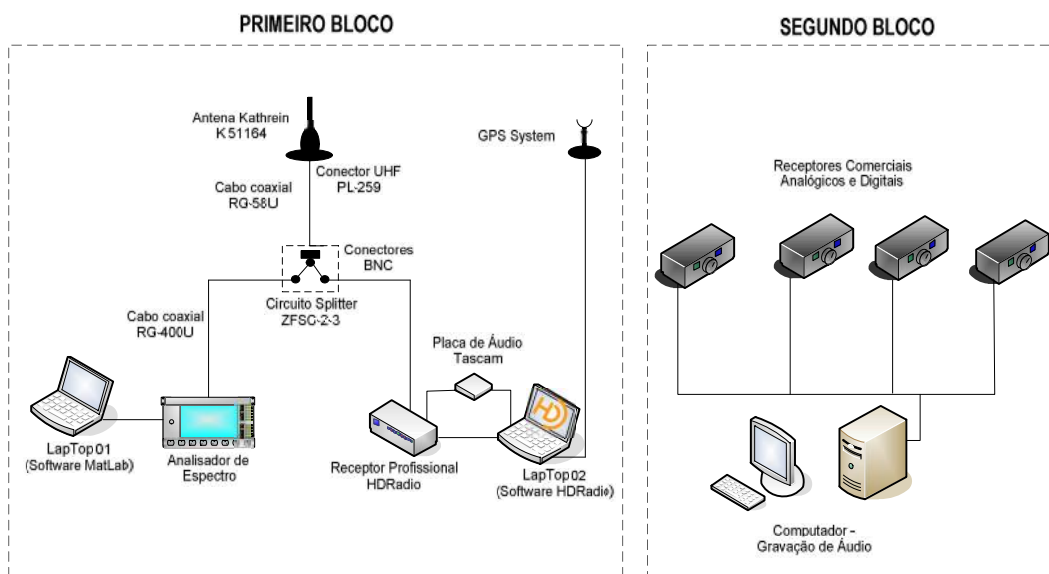 PRIMEIRO BLOCO
SEGUNDO BLOCO
Antena Kathrein
K 51164
GPS System
Conector UHF
PL-259
Cabo coaxial
RG-58U
Receptores Comerciais
Analógicos e Digitais
Conectores
BNC
Circuito Splitter
ZFSC-2-3
Cabo coaxial
RG-400U
Placa de Áudio
Tascam
HD
LapTop 01
(Software MatLab)
Analisador de
Espectro
Receptor Profissional
HDRadio
LapTop 02
(Software HDRadio)
Computador -
Gravação de Áudio